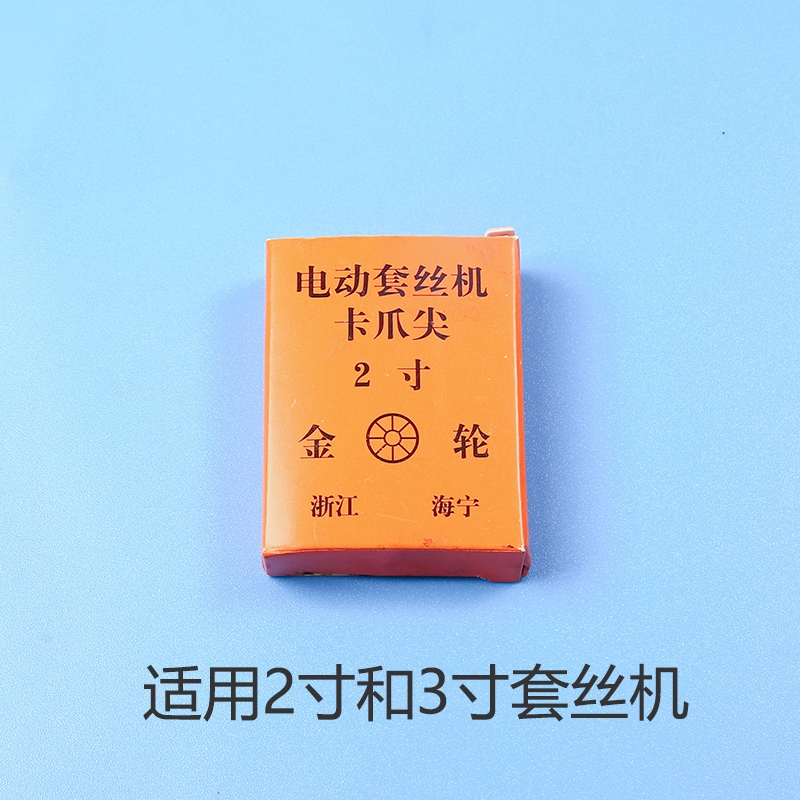 电动套丝机
卡爪尖
2 寸
金 轮
浙江 海宁
适用2寸和3寸套丝机